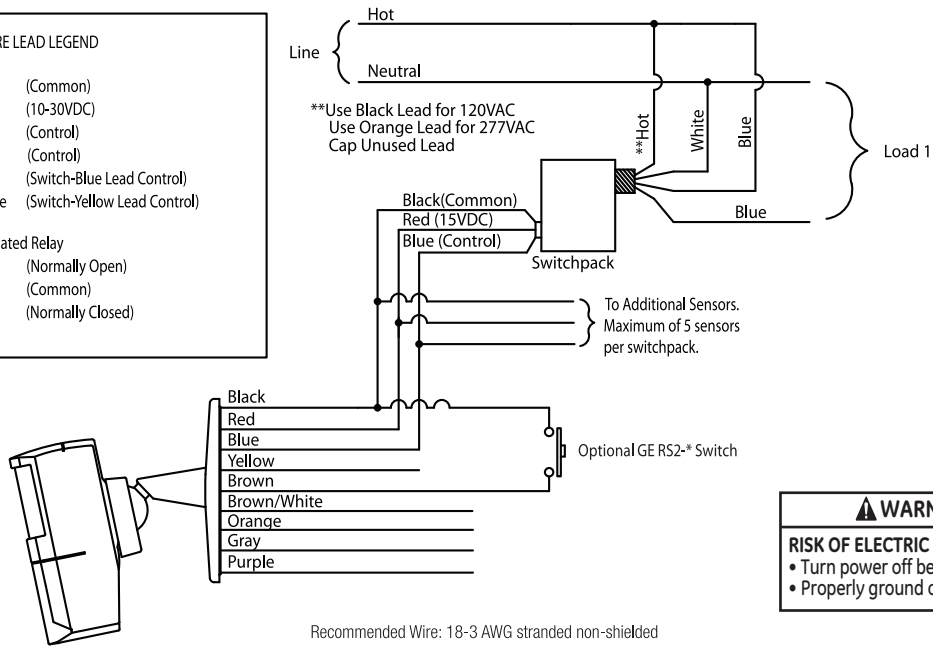 RE LEAD LEGEND
(Common)
(10-30VDC)
(Control)
(Control)
(Switch-Blue Lead Control)
e (Switch-Yellow Lead Control)
ated Relay
(Normally Open)
(Common)
(Normally Closed)
Line
Hot
Neutral
**Use Black Lead for 120VAC
Use Orange Lead for 277VAC
Cap Unused Lead
**Hot
White
Blue
Blue
Load 1
Black(Common)
Red (15VDC)
Blue (Control)
Switchpack
To Additional Sensors.
Maximum of 5 sensors
per switchpack.
Black
Red
Blue
Yellow
Brown
Brown/White
Orange
Gray
Purple
Optional GE RS2-* Switch
WARN
RISK OF ELECTRIC
• Turn power off be
• Properly ground
Recommended Wire: 18-3 AWG stranded non-shielded